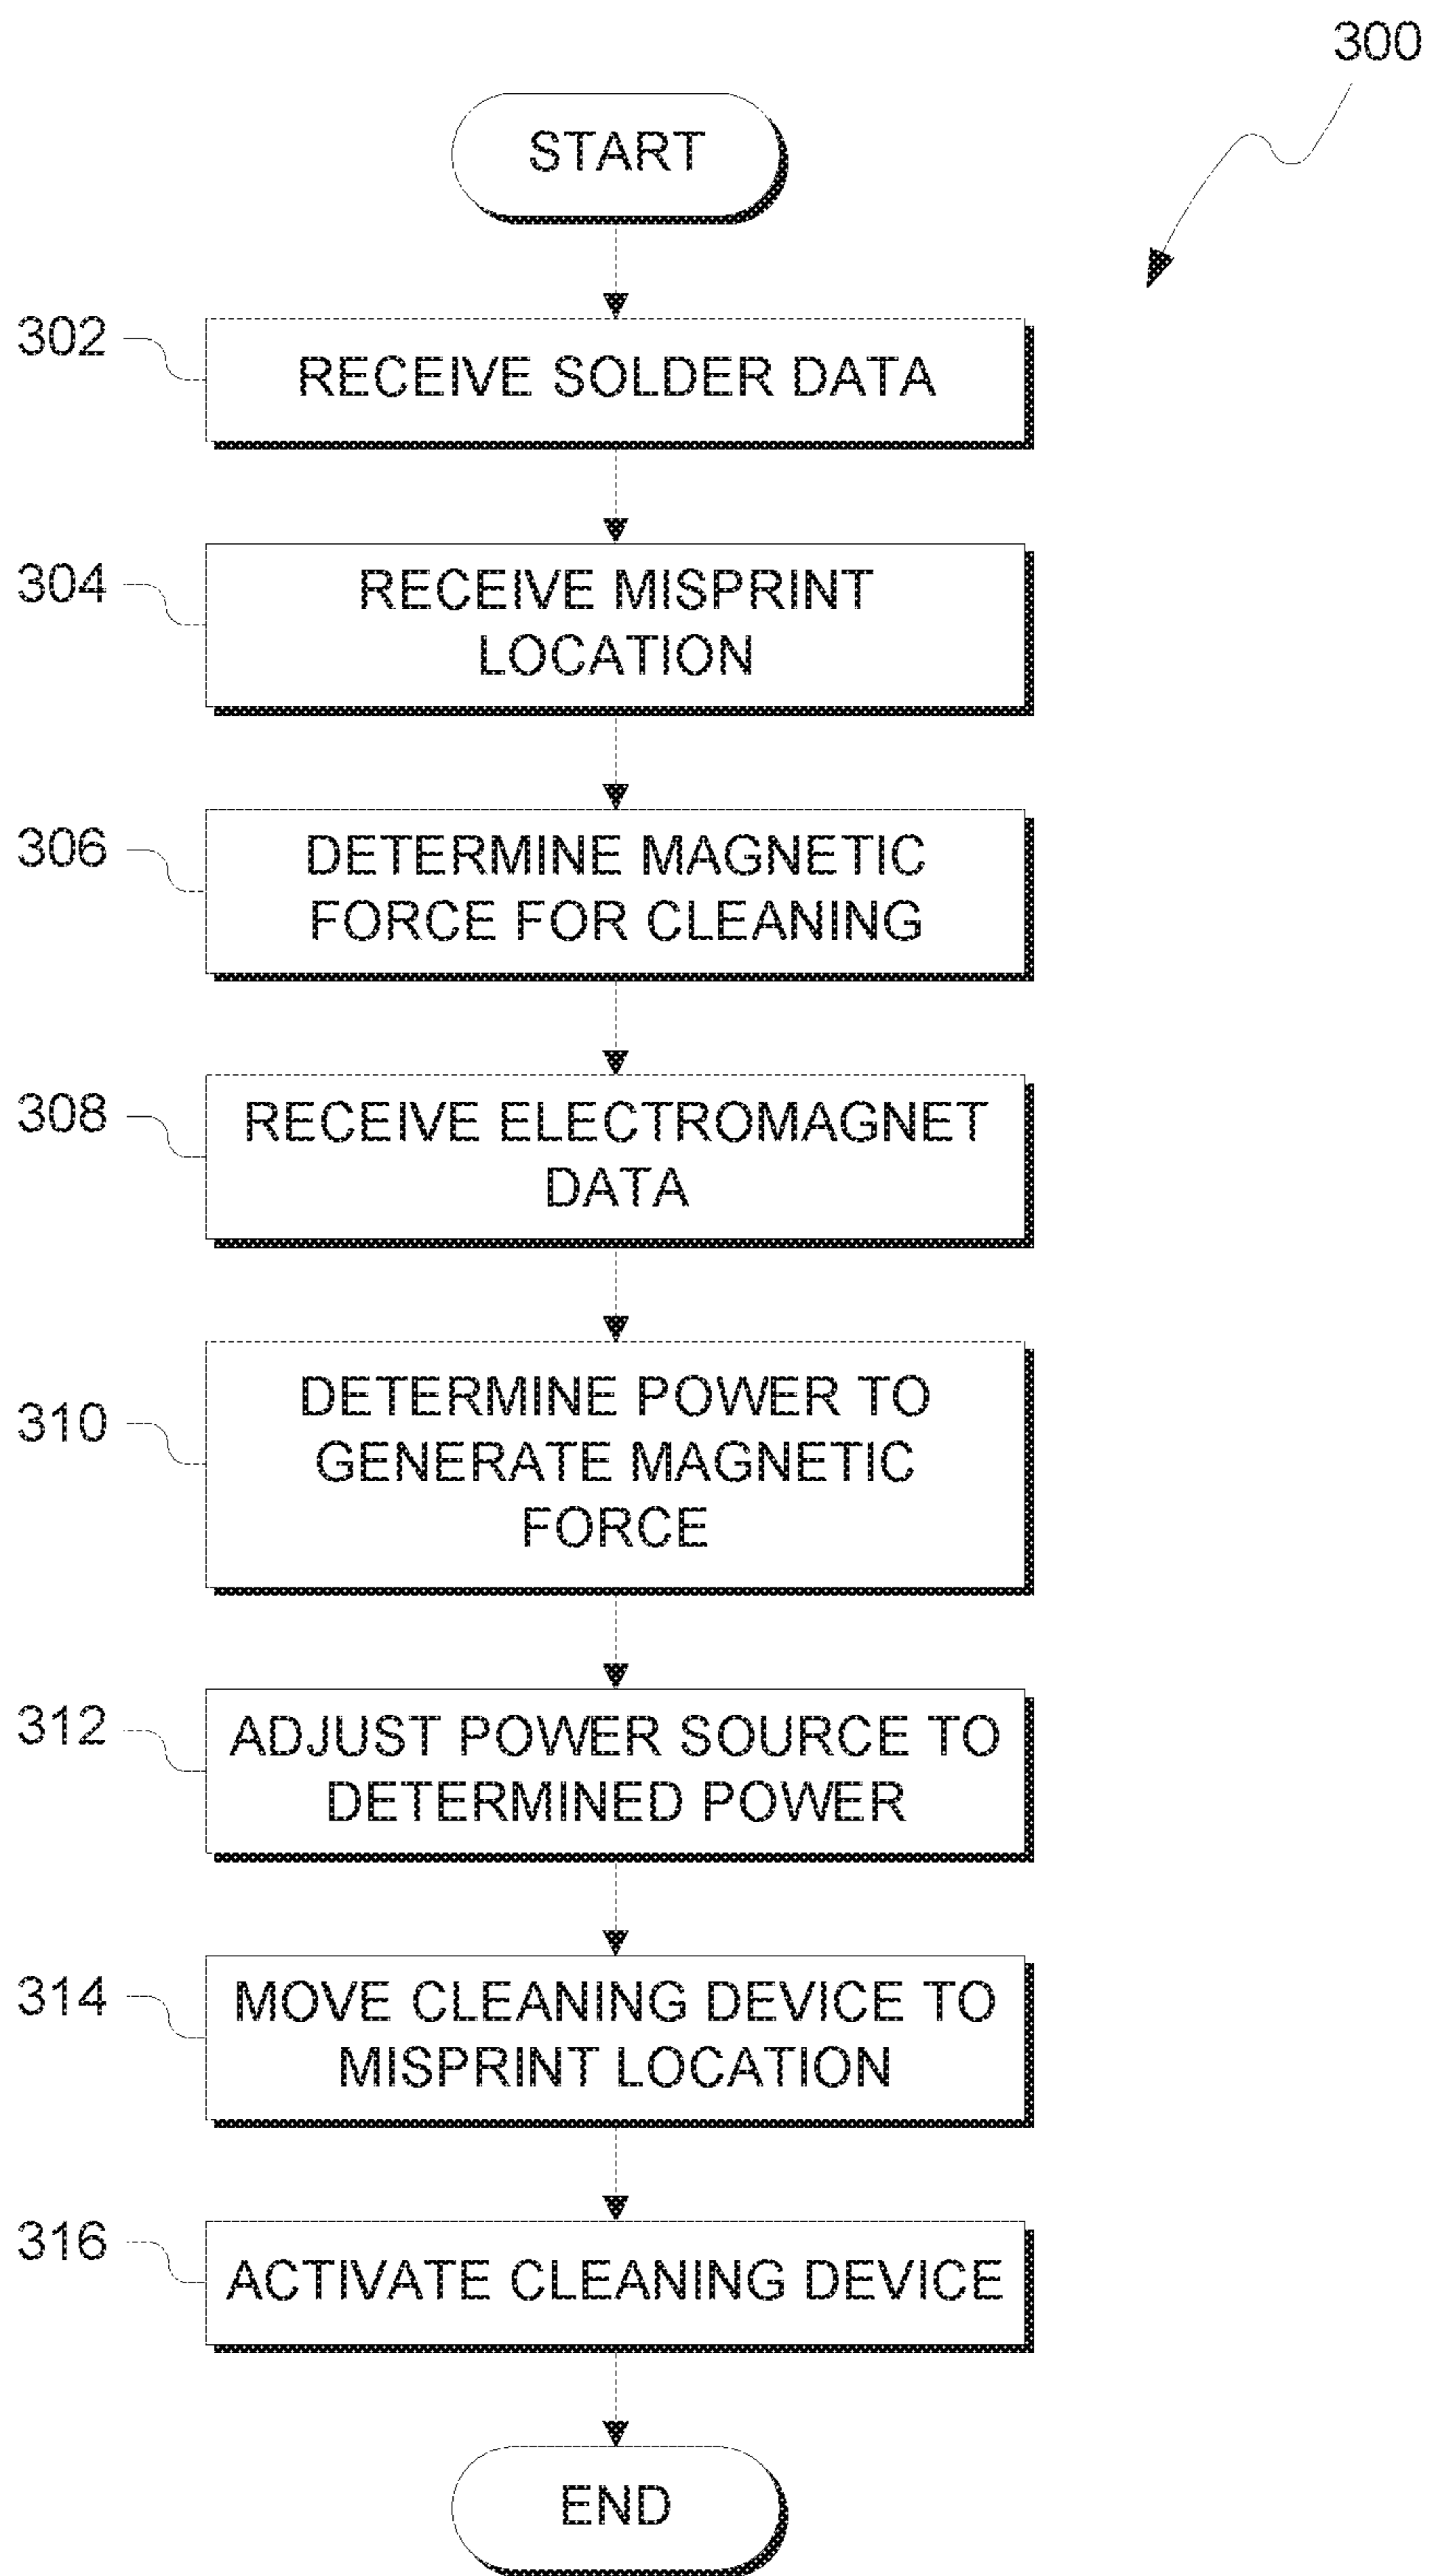 300
START
302
RECEIVE SOLDER DATA
304
RECEIVE MISPRINT
LOCATION
306
DETERMINE MAGNETIC
FORCE FOR CLEANING
308
RECEIVE ELECTROMAGNET
DATA
310
DETERMINE POWER TO
GENERATE MAGNETIC
FORCE
312
ADJUST POWER SOURCE TO
DETERMINED POWER
314
MOVE CLEANING DEVICE TO
MISPRINT LOCATION
316
ACTIVATE CLEANING DEVICE
END